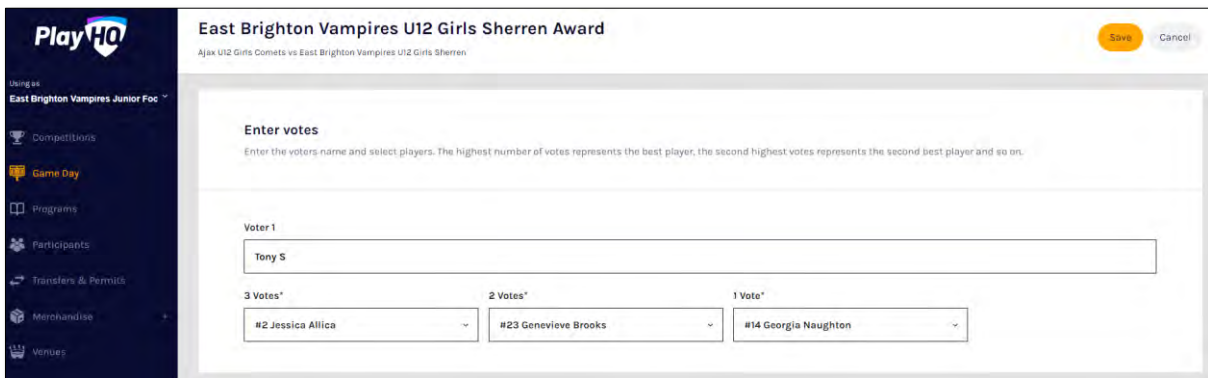 PlayHQ
Using as
East Brighton Vampires Junior Foc
Competitions
Game Day
Programs
Participants
Transfers & Permits
Merchandise
Venues
East Brighton Vampires U12 Girls Sherren Award
Ajax U12 Girls Comets vs East Brighton Vampires U12 Girls Sherren
Save Cancel
Enter votes
Enter the voters name and select players. The highest number of votes represents the best player, the second highest votes represents the second best player and so on.
Voter 1
Tony S
3 Votes* 2 Votes* 1 Vote*
#2 Jessica Allica #23 Genevieve Brooks #14 Georgia Naughton